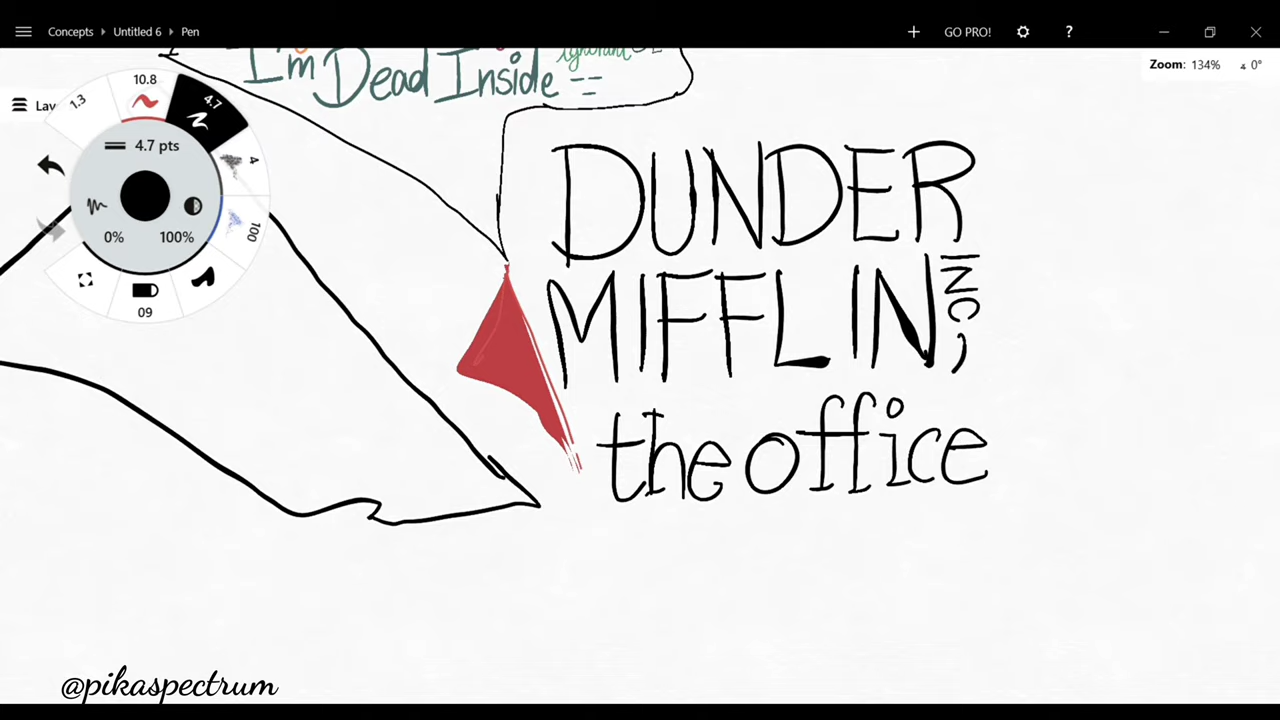 Concepts › Untitled 6 › Pen
GO PRO!
?
Zoom: 134% 0°
Lay
1.3
10.8
4.7
4
100
09
4.7 pts
0% 100%
ignorant
I'm Dead Inside --
DUNDER
MIFFLIN,
INC
the office
@pikaspectrum